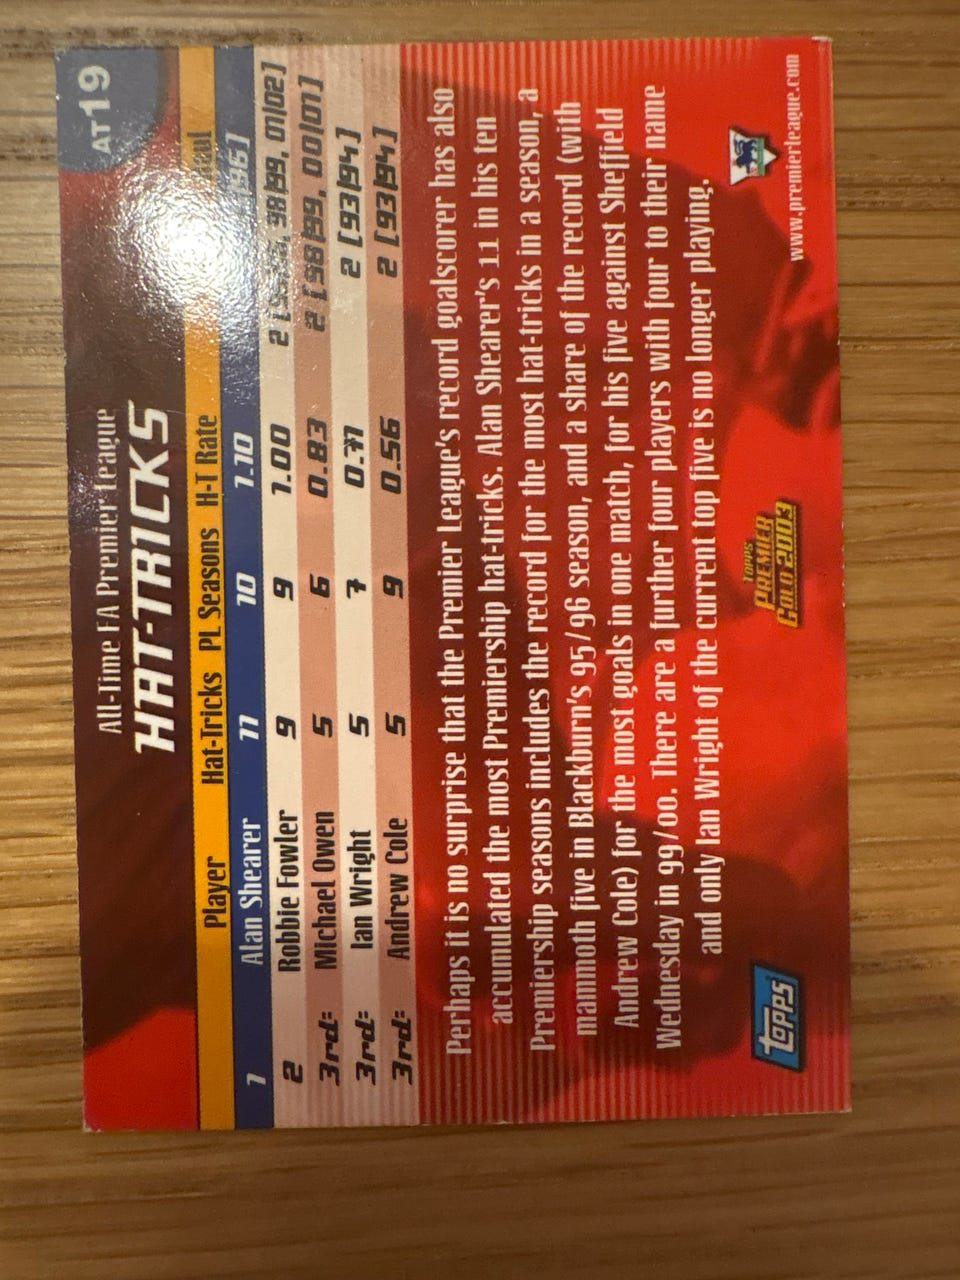 AT19
All-Time FA Premier League
HAT-TRICKS
Player Hat-Tricks PL Seasons H-T Rate
1 Alan Shearer 11 10 1.10 96]
2 Robbie Fowler 9 9 1.00 2 [ 98|99, 01|02]
3rd= Michael Owen 5 6 0.83 2 [98|99, 00|01]
3rd= Ian Wright 5 7 0.71 2 [93|94]
3rd= Andrew Cole 5 9 0.56 2 [93|94]
Perhaps it is no surprise that the Premier League's record goalscorer has also
accumulated the most Premiership hat-tricks. Alan Shearer's 11 in his ten
Premiership seasons includes the record for the most hat-tricks in a season, a
mammoth five in Blackburn's 95/96 season, and a share of the record (with
Andrew Cole) for the most goals in one match, for his five against Sheffield
Wednesday in 99/00. There are a further four players with four to their name
and only Ian Wright of the current top five is no longer playing.
topps
TOPPS
PREMIER
GOLD 2003
www.premierleague.com